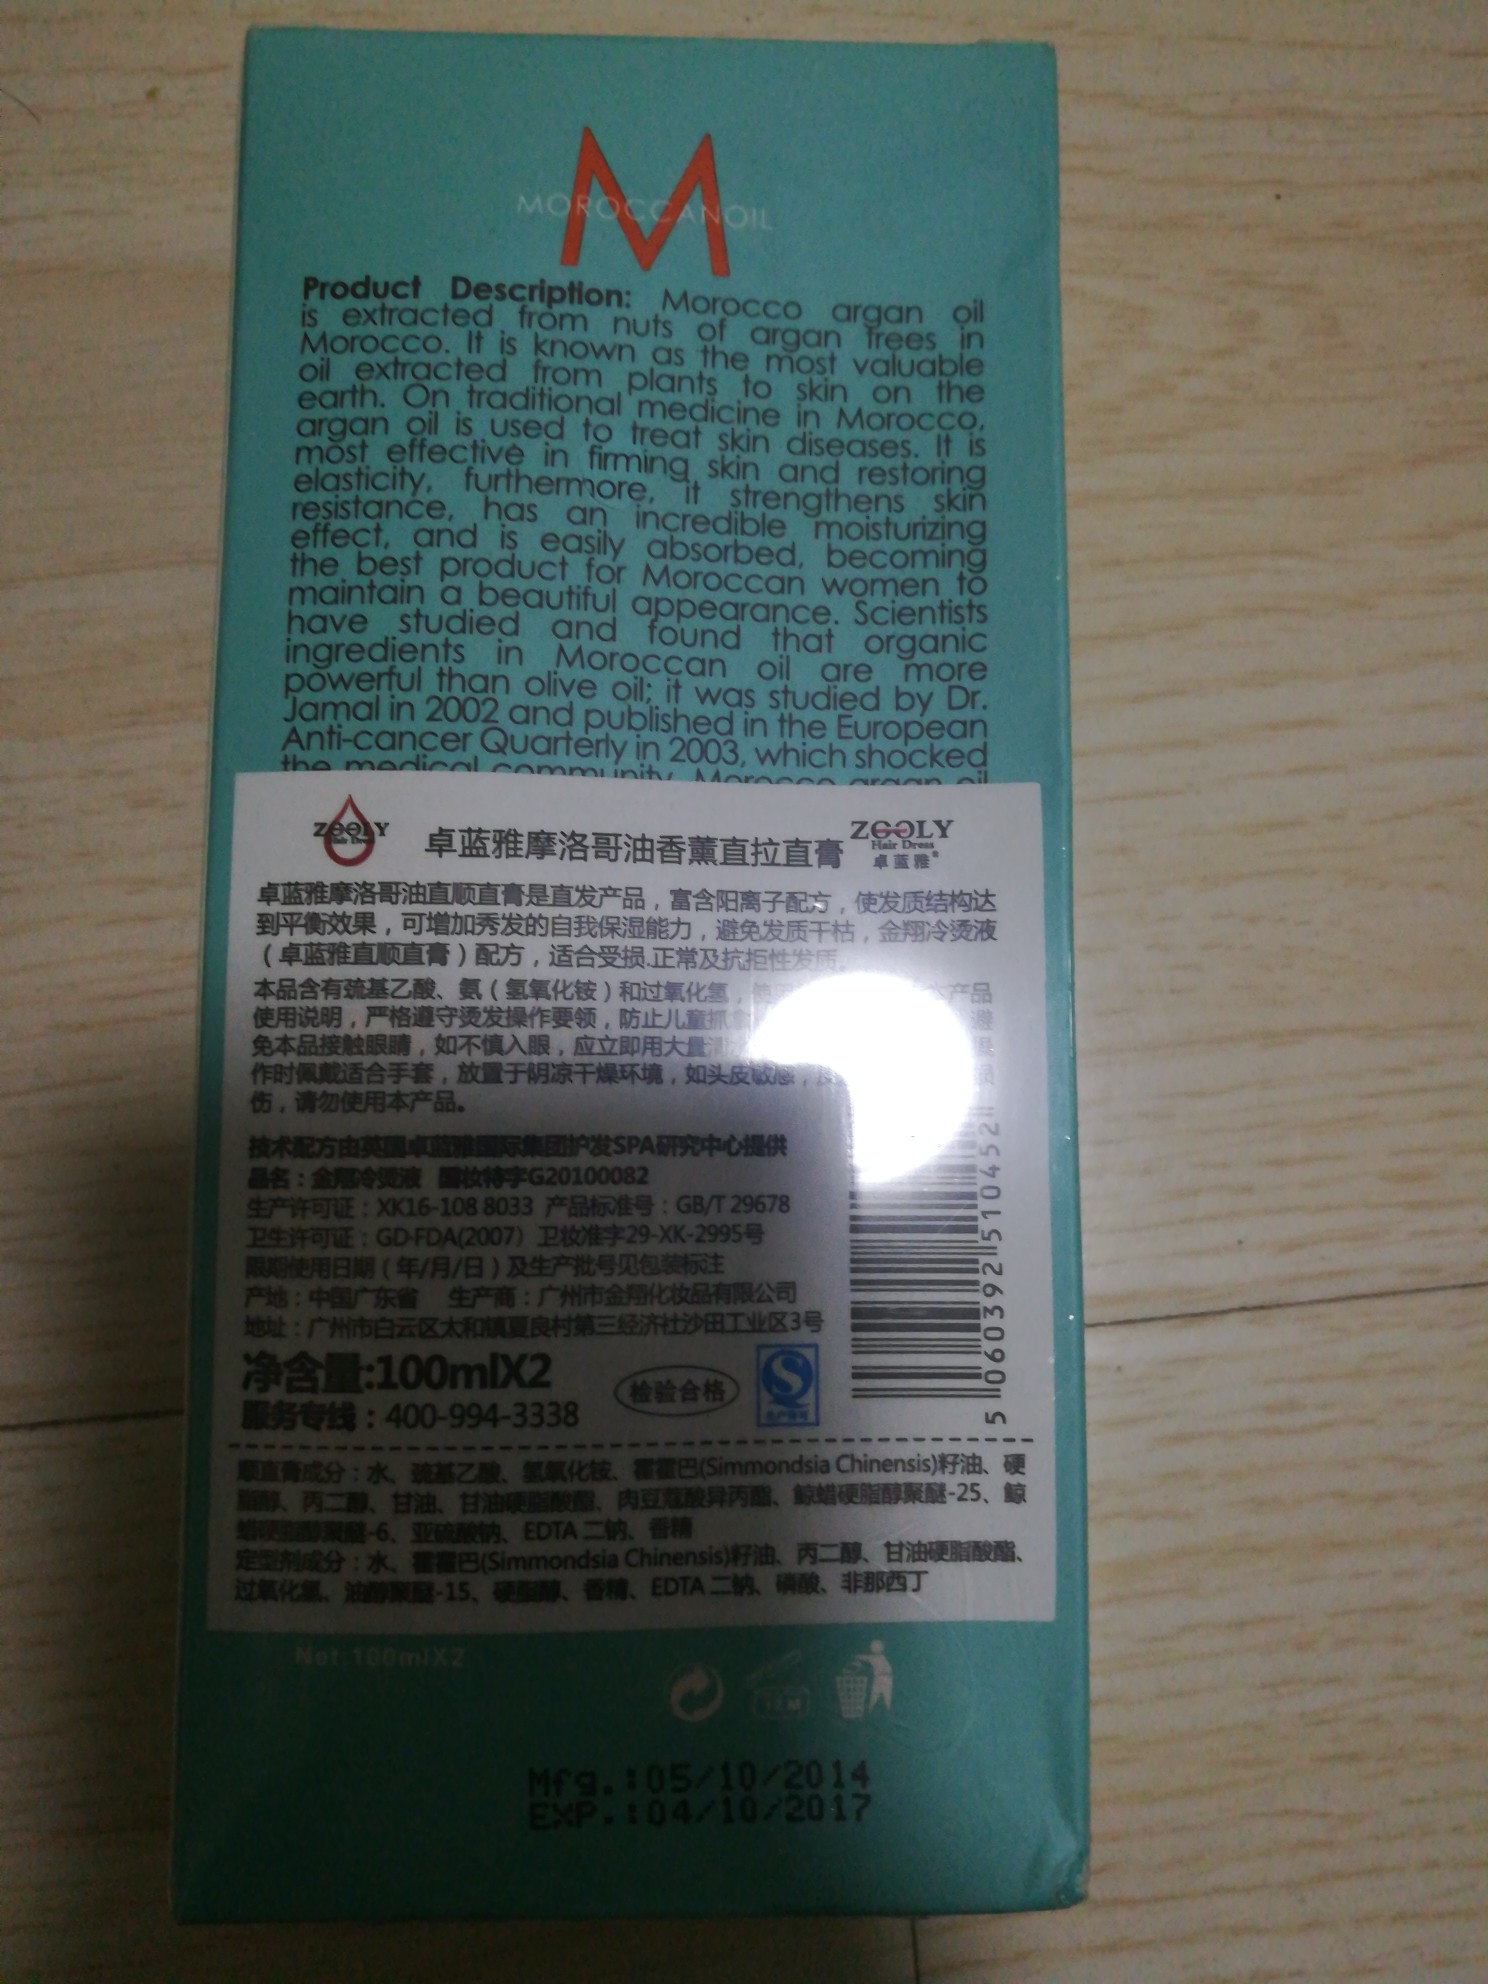 MOROCCANOIL
M
Product Description: Morocco argan oil
is extracted from nuts of argan trees in
Morocco. It is known as the most valuable
oil extracted from plants to skin on the
earth. On traditional medicine in Morocco,
argan oil is used to treat skin diseases. It is
most effective in firming skin and restoring
elasticity, furthermore, it strengthens skin
resistance, has an incredible moisturizing
effect, and is easily absorbed, becoming
the best product for Moroccan women to
maintain a beautiful appearance. Scientists
have studied and found that organic
ingredients in Moroccan oil are more
powerful than olive oil; it was studied by Dr.
Jamal in 2002 and published in the European
Anti-cancer Quarterly in 2003, which shocked
the medical community. Morocco argan oil
ZOOLY
Hair Dress
卓蓝雅摩洛哥油香薰直拉直膏
ZOOLY
Hair Dress
卓蓝雅®
卓蓝雅摩洛哥油直顺直膏是直发产品，富含阳离子配方，使发质结构达
到平衡效果，可增加秀发的自我保湿能力，避免发质干枯，金翔冷烫液
（卓蓝雅直顺直膏）配方，适合受损.正常及抗拒性发质。
本品含有巯基乙酸、氨（氢氧化铵）和过氧化氢， 产品
使用说明，严格遵守烫发操作要领，防止儿童抓 避
免本品接触眼睛，如不慎入眼，应立即用大量
作时佩戴适合手套，放置于阴凉干燥环境，如头皮敏感， 损
伤，请勿使用本产品。
技术配方由英国卓蓝雅国际集团护发SPA研究中心提供
品名：金翔冷烫液 国妆特字G20100082
生产许可证：XK16-108 8033 产品标准号：GB/T 29678
卫生许可证：GD·FDA(2007）卫妆准字29-XK-2995号
限期使用日期（年/月/日）及生产批号见包装标注
产地：中国广东省 生产商：广州市金翔化妆品有限公司
地址：广州市白云区太和镇夏良村第三经济社沙田工业区3号
净含量:100mlX2
服务专线：400-994-3338
检验合格
生产许可
5 060392 510452
顺直膏成分：水、巯基乙酸、氢氧化铵、霍霍巴(Simmondsia Chinensis)籽油、硬
脂醇、丙二醇、甘油、甘油硬脂酸酯、肉豆蔻酸异丙酯、鲸蜡硬脂醇聚醚-25、鲸
蜡硬脂醇聚醚-6、亚硫酸钠、EDTA 二钠、香精
定型剂成分：水、霍霍巴(Simmondsia Chinensis)籽油、丙二醇、甘油硬脂酸酯、
过氧化氢、油醇聚醚-15、硬脂醇、香精、EDTA 二钠、磷酸、非那西丁
Net:100mlX2
12 M
Mfg.:05/10/2014
EXP.:04/10/2017